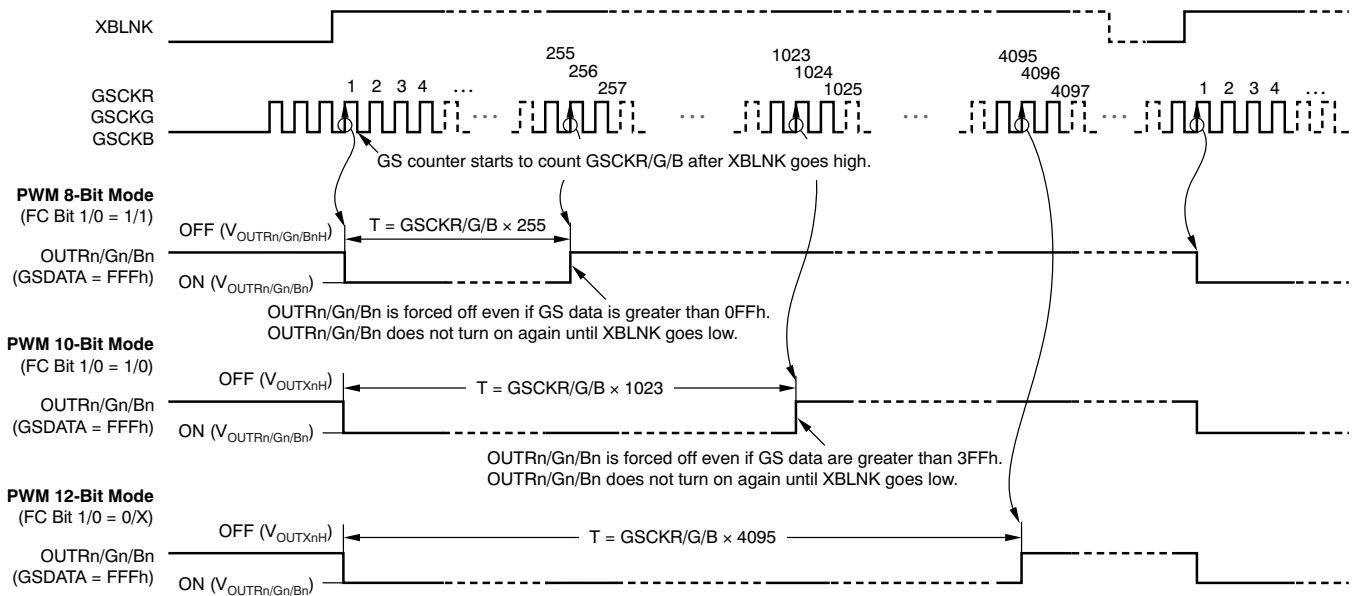 XBLNK
255
256
257
1023
1024
1025
4095
4096
4097
GSCKR
GSCKG
GSCKB
1 2 3 4 ...
1 2 3 4 ...
GS counter starts to count GSCKR/G/B after XBLNK goes high.
PWM 8-Bit Mode
(FC Bit 1/0 = 1/1)
OFF (VOUTRn/Gn/BnH)
T = GSCKR/G/B × 255
OUTRn/Gn/Bn
(GSDATA = FFFh)
ON (VOUTRn/Gn/Bn)
OUTRn/Gn/Bn is forced off even if GS data is greater than 0FFh.
OUTRn/Gn/Bn does not turn on again until XBLNK goes low.
PWM 10-Bit Mode
(FC Bit 1/0 = 1/0)
OFF (VOUTXnH)
T = GSCKR/G/B × 1023
OUTRn/Gn/Bn
(GSDATA = FFFh)
ON (VOUTRn/Gn/Bn)
OUTRn/Gn/Bn is forced off even if GS data are greater than 3FFh.
OUTRn/Gn/Bn does not turn on again until XBLNK goes low.
PWM 12-Bit Mode
(FC Bit 1/0 = 0/X)
OFF (VOUTXnH)
T = GSCKR/G/B × 4095
OUTRn/Gn/Bn
(GSDATA = FFFh)
ON (VOUTRn/Gn/Bn)